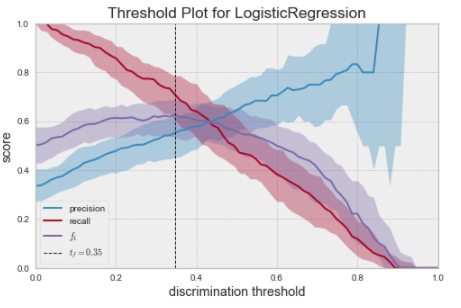 Threshold Plot for LogisticRegression
1.0
0.8
0.6
0.4
0.2
0.0
score
precision
recall
f₁
t_f = 0.35
0.0 0.2 0.4 0.6 0.8 1.0
discrimination threshold